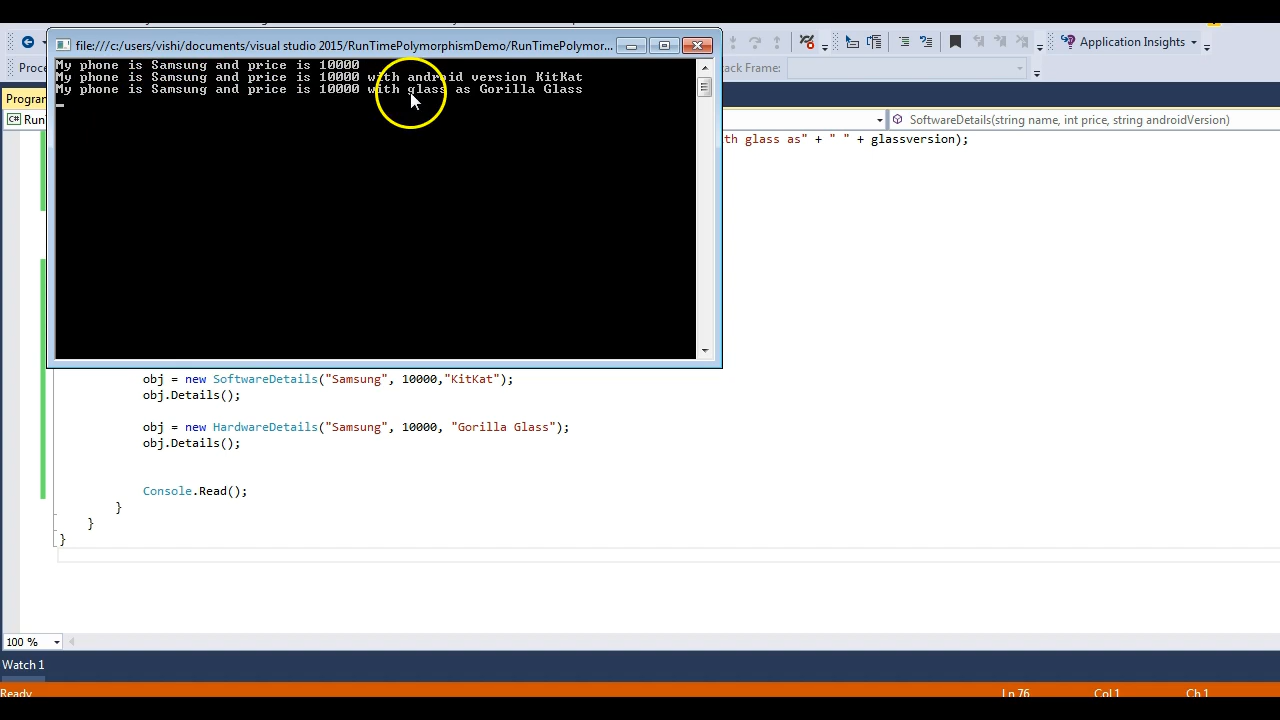 file:///c:/users/vishi/documents/visual studio 2015/RunTimePolymorphismDemo/RunTimePolymor...
Application Insights
Proce
My phone is Samsung and price is 10000
My phone is Samsung and price is 10000 with android version KitKat
My phone is Samsung and price is 10000 with glass as Gorilla Glass
ck Frame:
Program
C# Run
SoftwareDetails(string name, int price, string androidVersion)
th glass as" + " " + glassversion);
obj = new SoftwareDetails("Samsung", 10000,"KitKat");
obj.Details();
obj = new HardwareDetails("Samsung", 10000, "Gorilla Glass");
obj.Details();
Console.Read();
}
}
}
100 %
Watch 1
Ready
Ln 76
Col 1
Ch 1